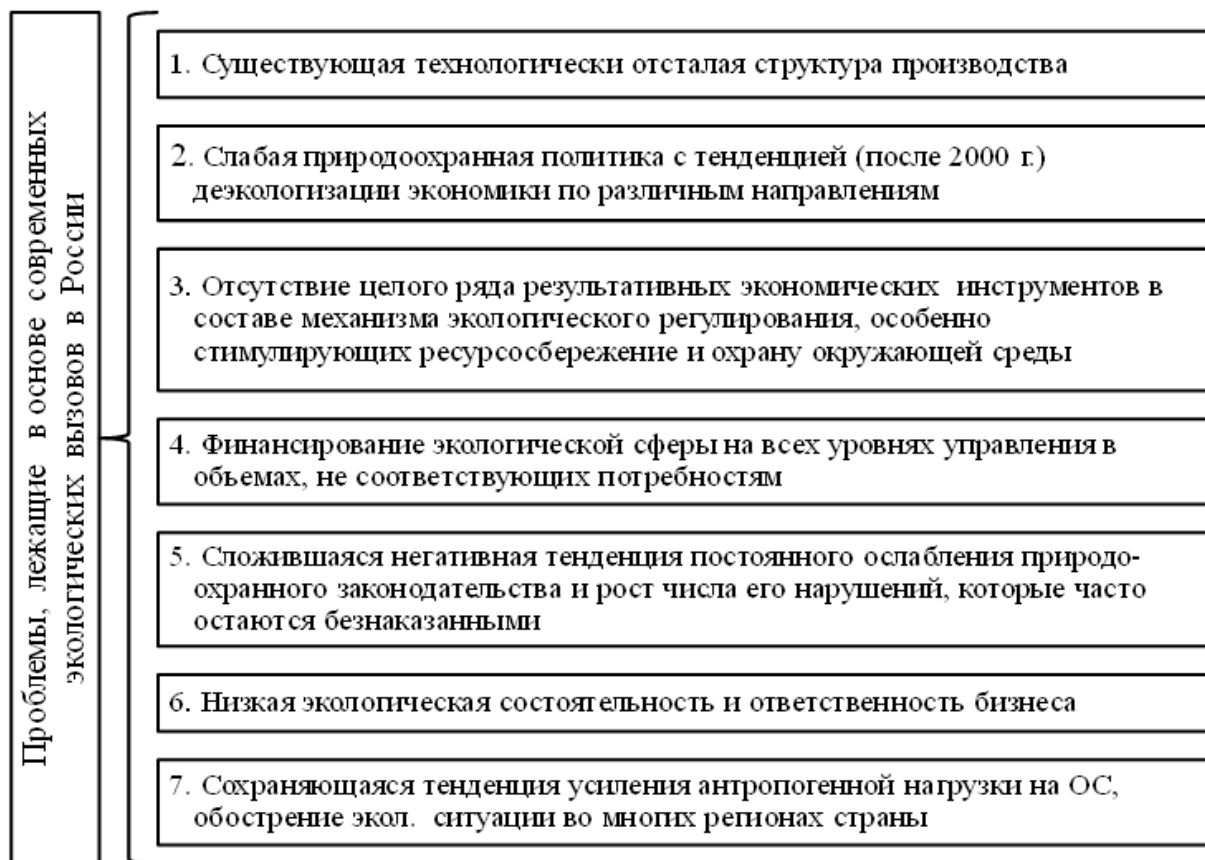 Проблемы, лежащие в основе современных
экологических вызовов в России
1. Существующая технологически отсталая структура производства
2. Слабая природоохранная политика с тенденцией (после 2000 г.)
деэкологизации экономики по различным направлениям
3. Отсутствие целого ряда результативных экономических инструментов в
составе механизма экологического регулирования, особенно
стимулирующих ресурсосбережение и охрану окружающей среды
4. Финансирование экологической сферы на всех уровнях управления в
объемах, не соответствующих потребностям
5. Сложившаяся негативная тенденция постоянного ослабления природо-
охранного законодательства и рост числа его нарушений, которые часто
остаются безнаказанными
6. Низкая экологическая состоятельность и ответственность бизнеса
7. Сохраняющаяся тенденция усиления антропогенной нагрузки на ОС,
обострение экол. ситуации во многих регионах страны